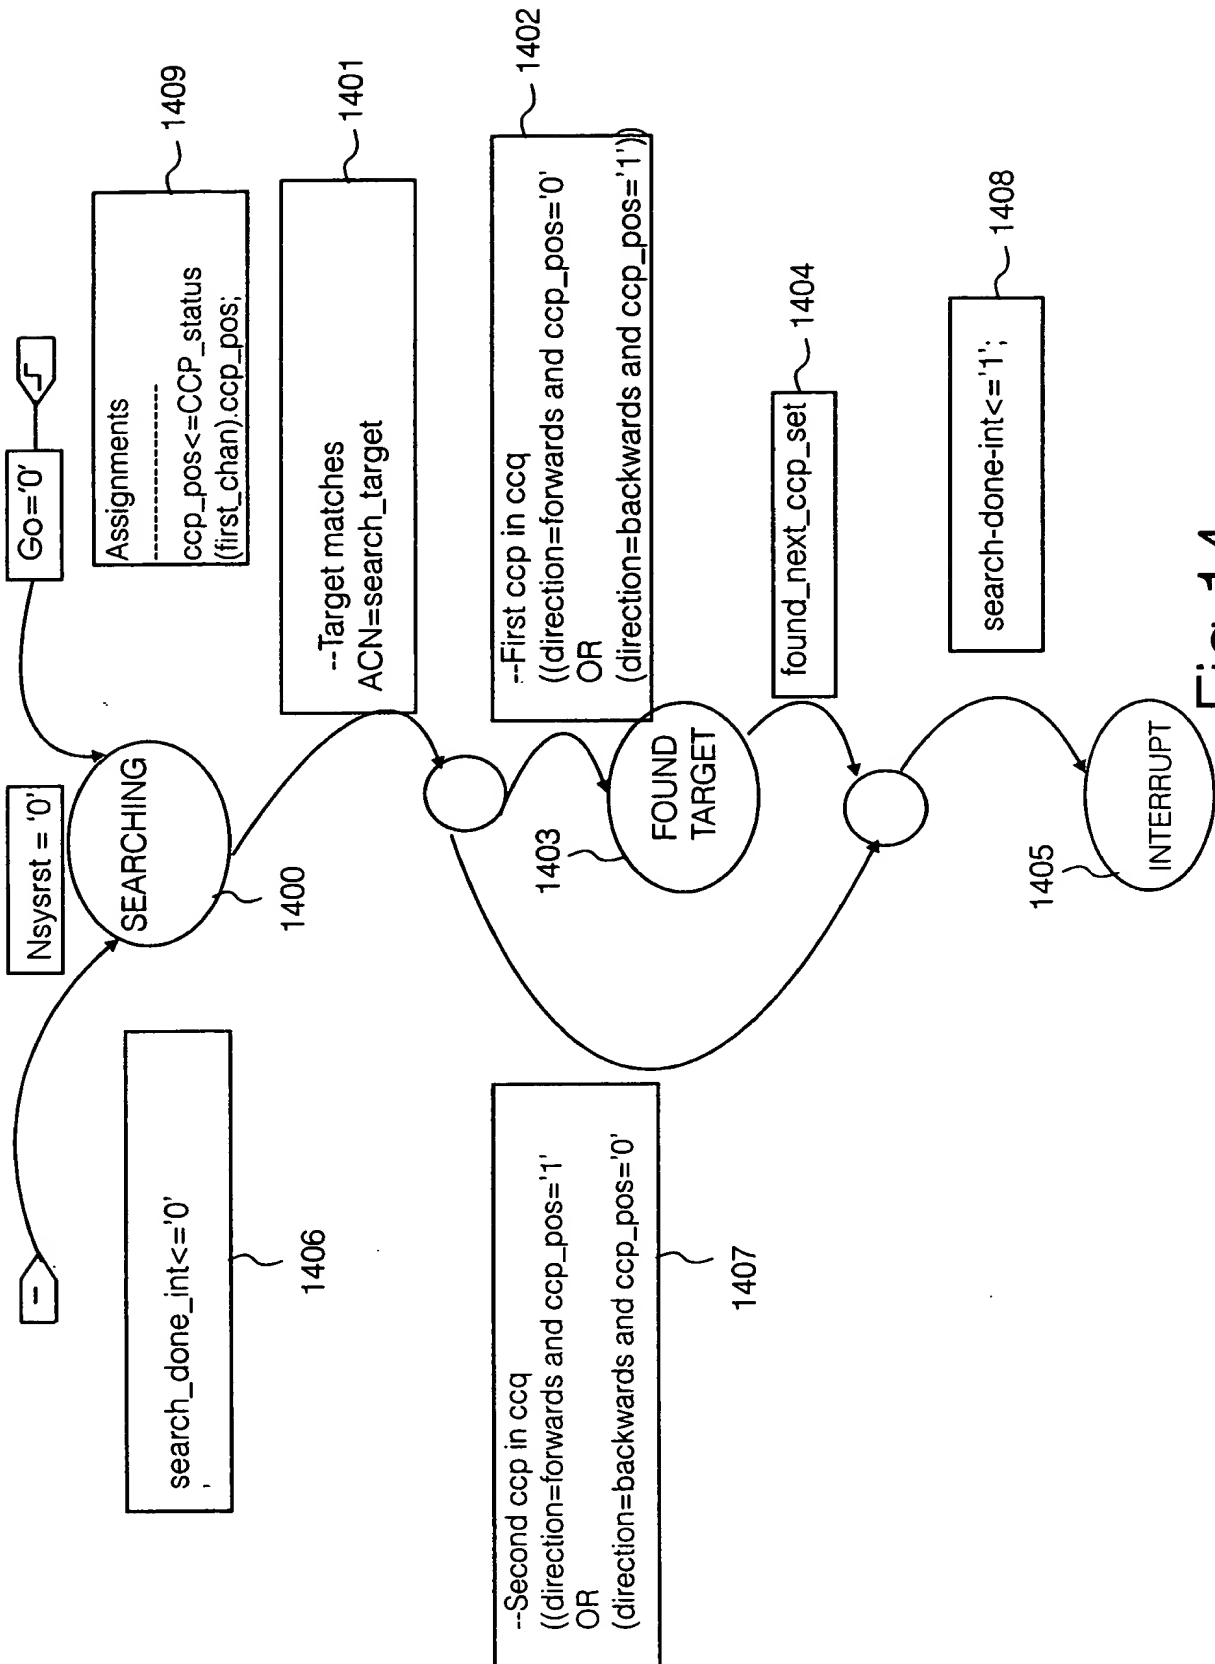 Nsysrst = '0'
Go='0'
SEARCHING
1400
search_done_int<='0'
,
1406
Assignments
---------------
ccp_pos<=CCP_status
(first_chan).ccp_pos;
1409
--Target matches
ACN=search_target
1401
--Second ccp in ccq
((direction=forwards and ccp_pos='1'
OR
(direction=backwards and ccp_pos='0'
1407
--First ccp in ccq
((direction=forwards and ccp_pos='0'
OR
(direction=backwards and ccp_pos='1'))
1402
FOUND
TARGET
1403
found_next_ccp_set
1404
search-done-int<='1';
1408
INTERRUPT
1405